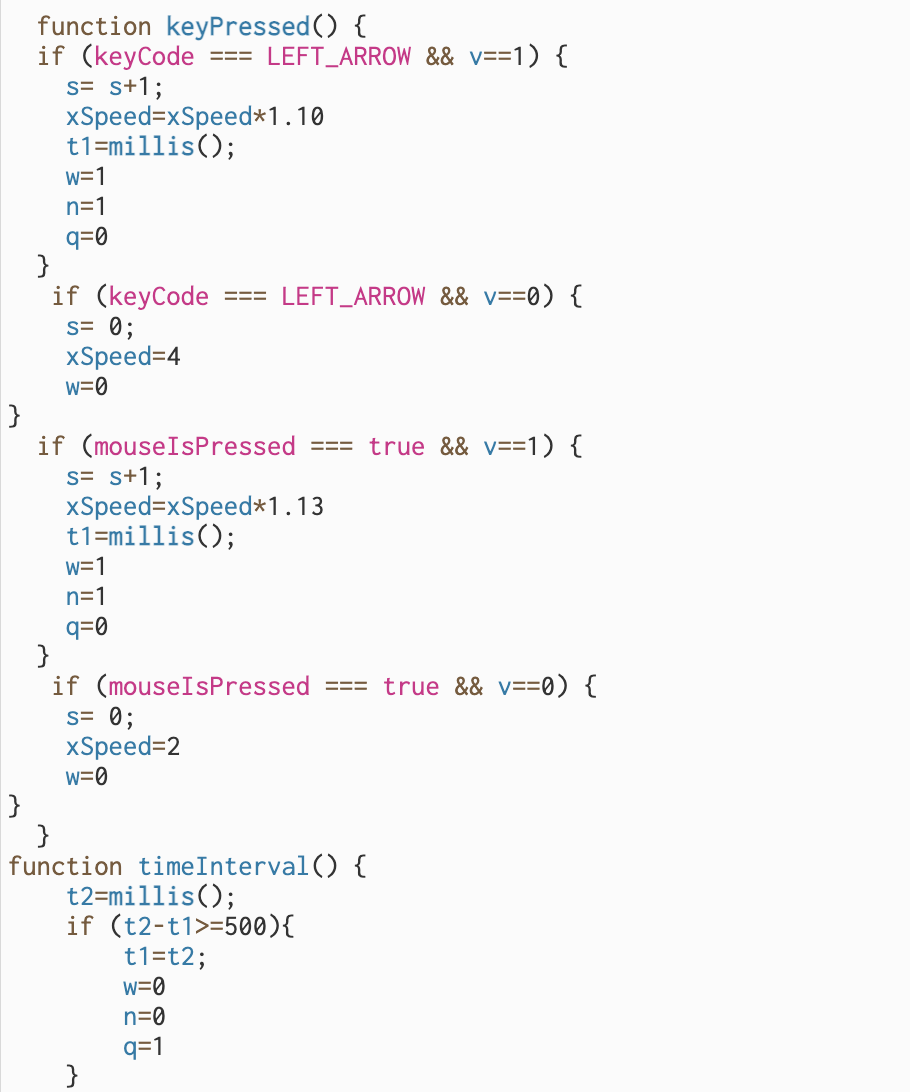 function keyPressed() {
if (keyCode === LEFT_ARROW && v==1) {
s= s+1;
xSpeed=xSpeed*1.10
t1=millis();
w=1
n=1
q=0
}
if (keyCode === LEFT_ARROW && v==0) {
s= 0;
xSpeed=4
w=0
}
if (mouseIsPressed === true && v==1) {
s= s+1;
xSpeed=xSpeed*1.13
t1=millis();
w=1
n=1
q=0
}
if (mouseIsPressed === true && v==0) {
s= 0;
xSpeed=2
w=0
}
}
function timeInterval() {
t2=millis();
if (t2-t1>=500){
t1=t2;
w=0
n=0
q=1
}